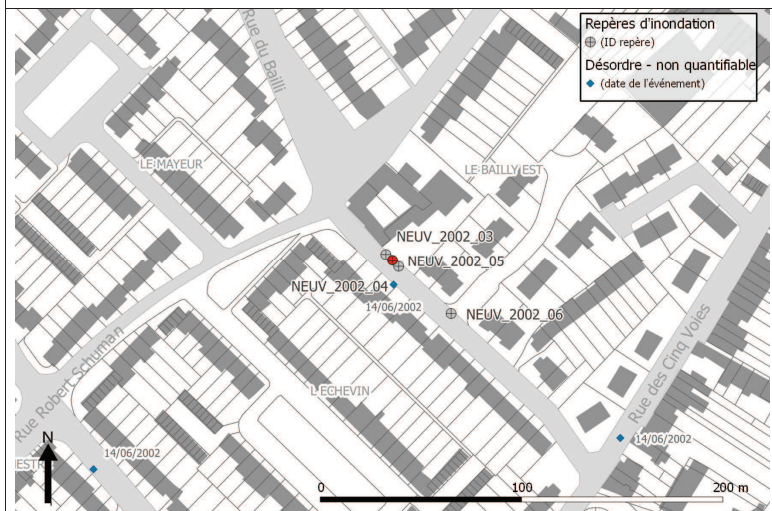 Repères d'inondation
(ID repère)
Désordre - non quantifiable
(date de l'événement)
Rue du Bailli
LE MAYEUR
LE BAILLY EST
NEUV_2002_03
NEUV_2002_05
NEUV_2002_04
14/06/2002
NEUV_2002_06
Rue des Cinq Voies
Rue Robert Schuman
L'ECHEVIN
14/06/2002
14/06/2002
N
0 100 200 m